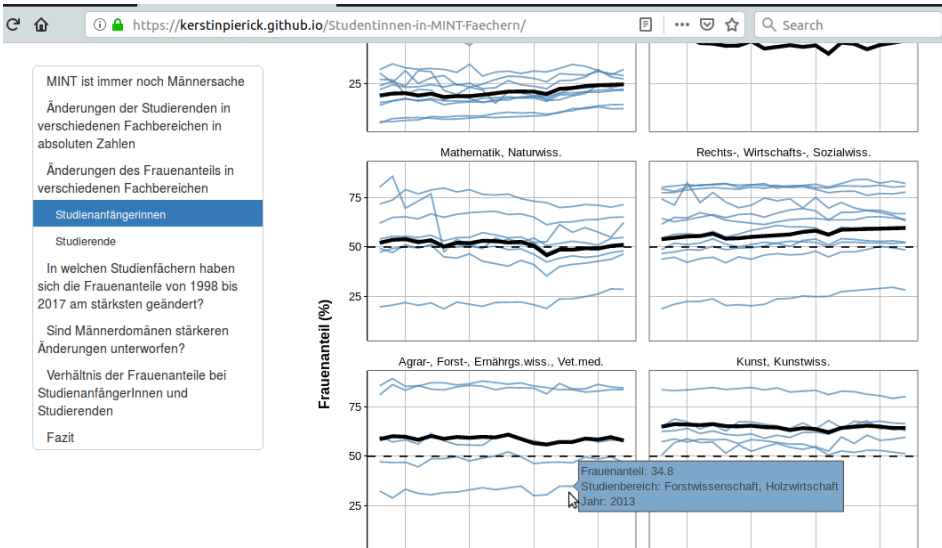 https://kerstinpierick.github.io/Studentinnen-in-MINT-Faechern/
Search
MINT ist immer noch Männersache
Änderungen der Studierenden in
verschiedenen Fachbereichen in
absoluten Zahlen
Änderungen des Frauenanteils in
verschiedenen Fachbereichen
Studienanfängerinnen
Studierende
In welchen Studienfächern haben
sich die Frauenanteile von 1998 bis
2017 am stärksten geändert?
Sind Männerdomänen stärkeren
Änderungen unterworfen?
Verhältnis der Frauenanteile bei
StudienanfängerInnen und
Studierenden
Fazit
Frauenanteil (%)
25
Mathematik, Naturwiss.
Rechts-, Wirtschafts-, Sozialwiss.
75
50
25
Agrar-, Forst-, Ernährgs.wiss., Vet.med.
Kunst, Kunstwiss.
75
50
25
Frauenanteil: 34.8
Studienbereich: Forstwissenschaft, Holzwirtschaft
Jahr: 2013